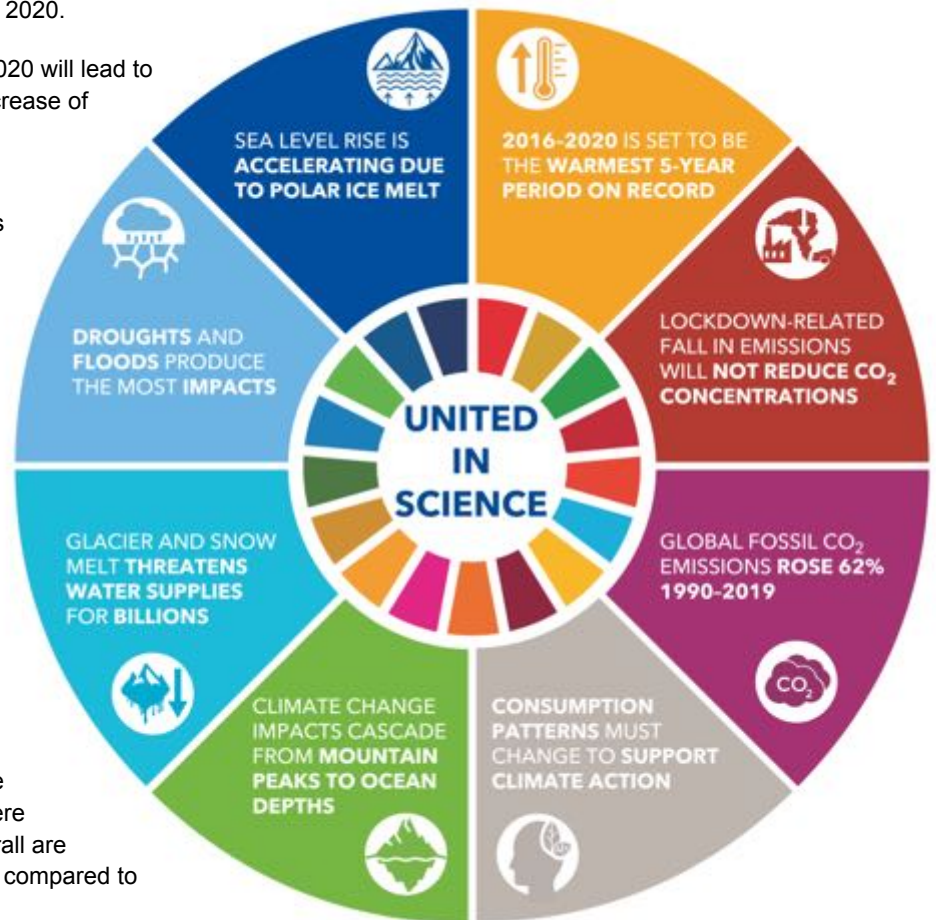 2020.
020 will lead to
crease of
s
e
ere
rall are
compared to
SEA LEVEL RISE IS
ACCELERATING DUE
TO POLAR ICE MELT
2016-2020 IS SET TO BE
THE WARMEST 5-YEAR
PERIOD ON RECORD
LOCKDOWN-RELATED
FALL IN EMISSIONS
WILL NOT REDUCE CO₂
CONCENTRATIONS
GLOBAL FOSSIL CO₂
EMISSIONS ROSE 62%
1990-2019
CO₂
CONSUMPTION
PATTERNS MUST
CHANGE TO SUPPORT
CLIMATE ACTION
CLIMATE CHANGE
IMPACTS CASCADE
FROM MOUNTAIN
PEAKS TO OCEAN
DEPTHS
GLACIER AND SNOW
MELT THREATENS
WATER SUPPLIES
FOR BILLIONS
DROUGHTS AND
FLOODS PRODUCE
THE MOST IMPACTS
UNITED
IN
SCIENCE